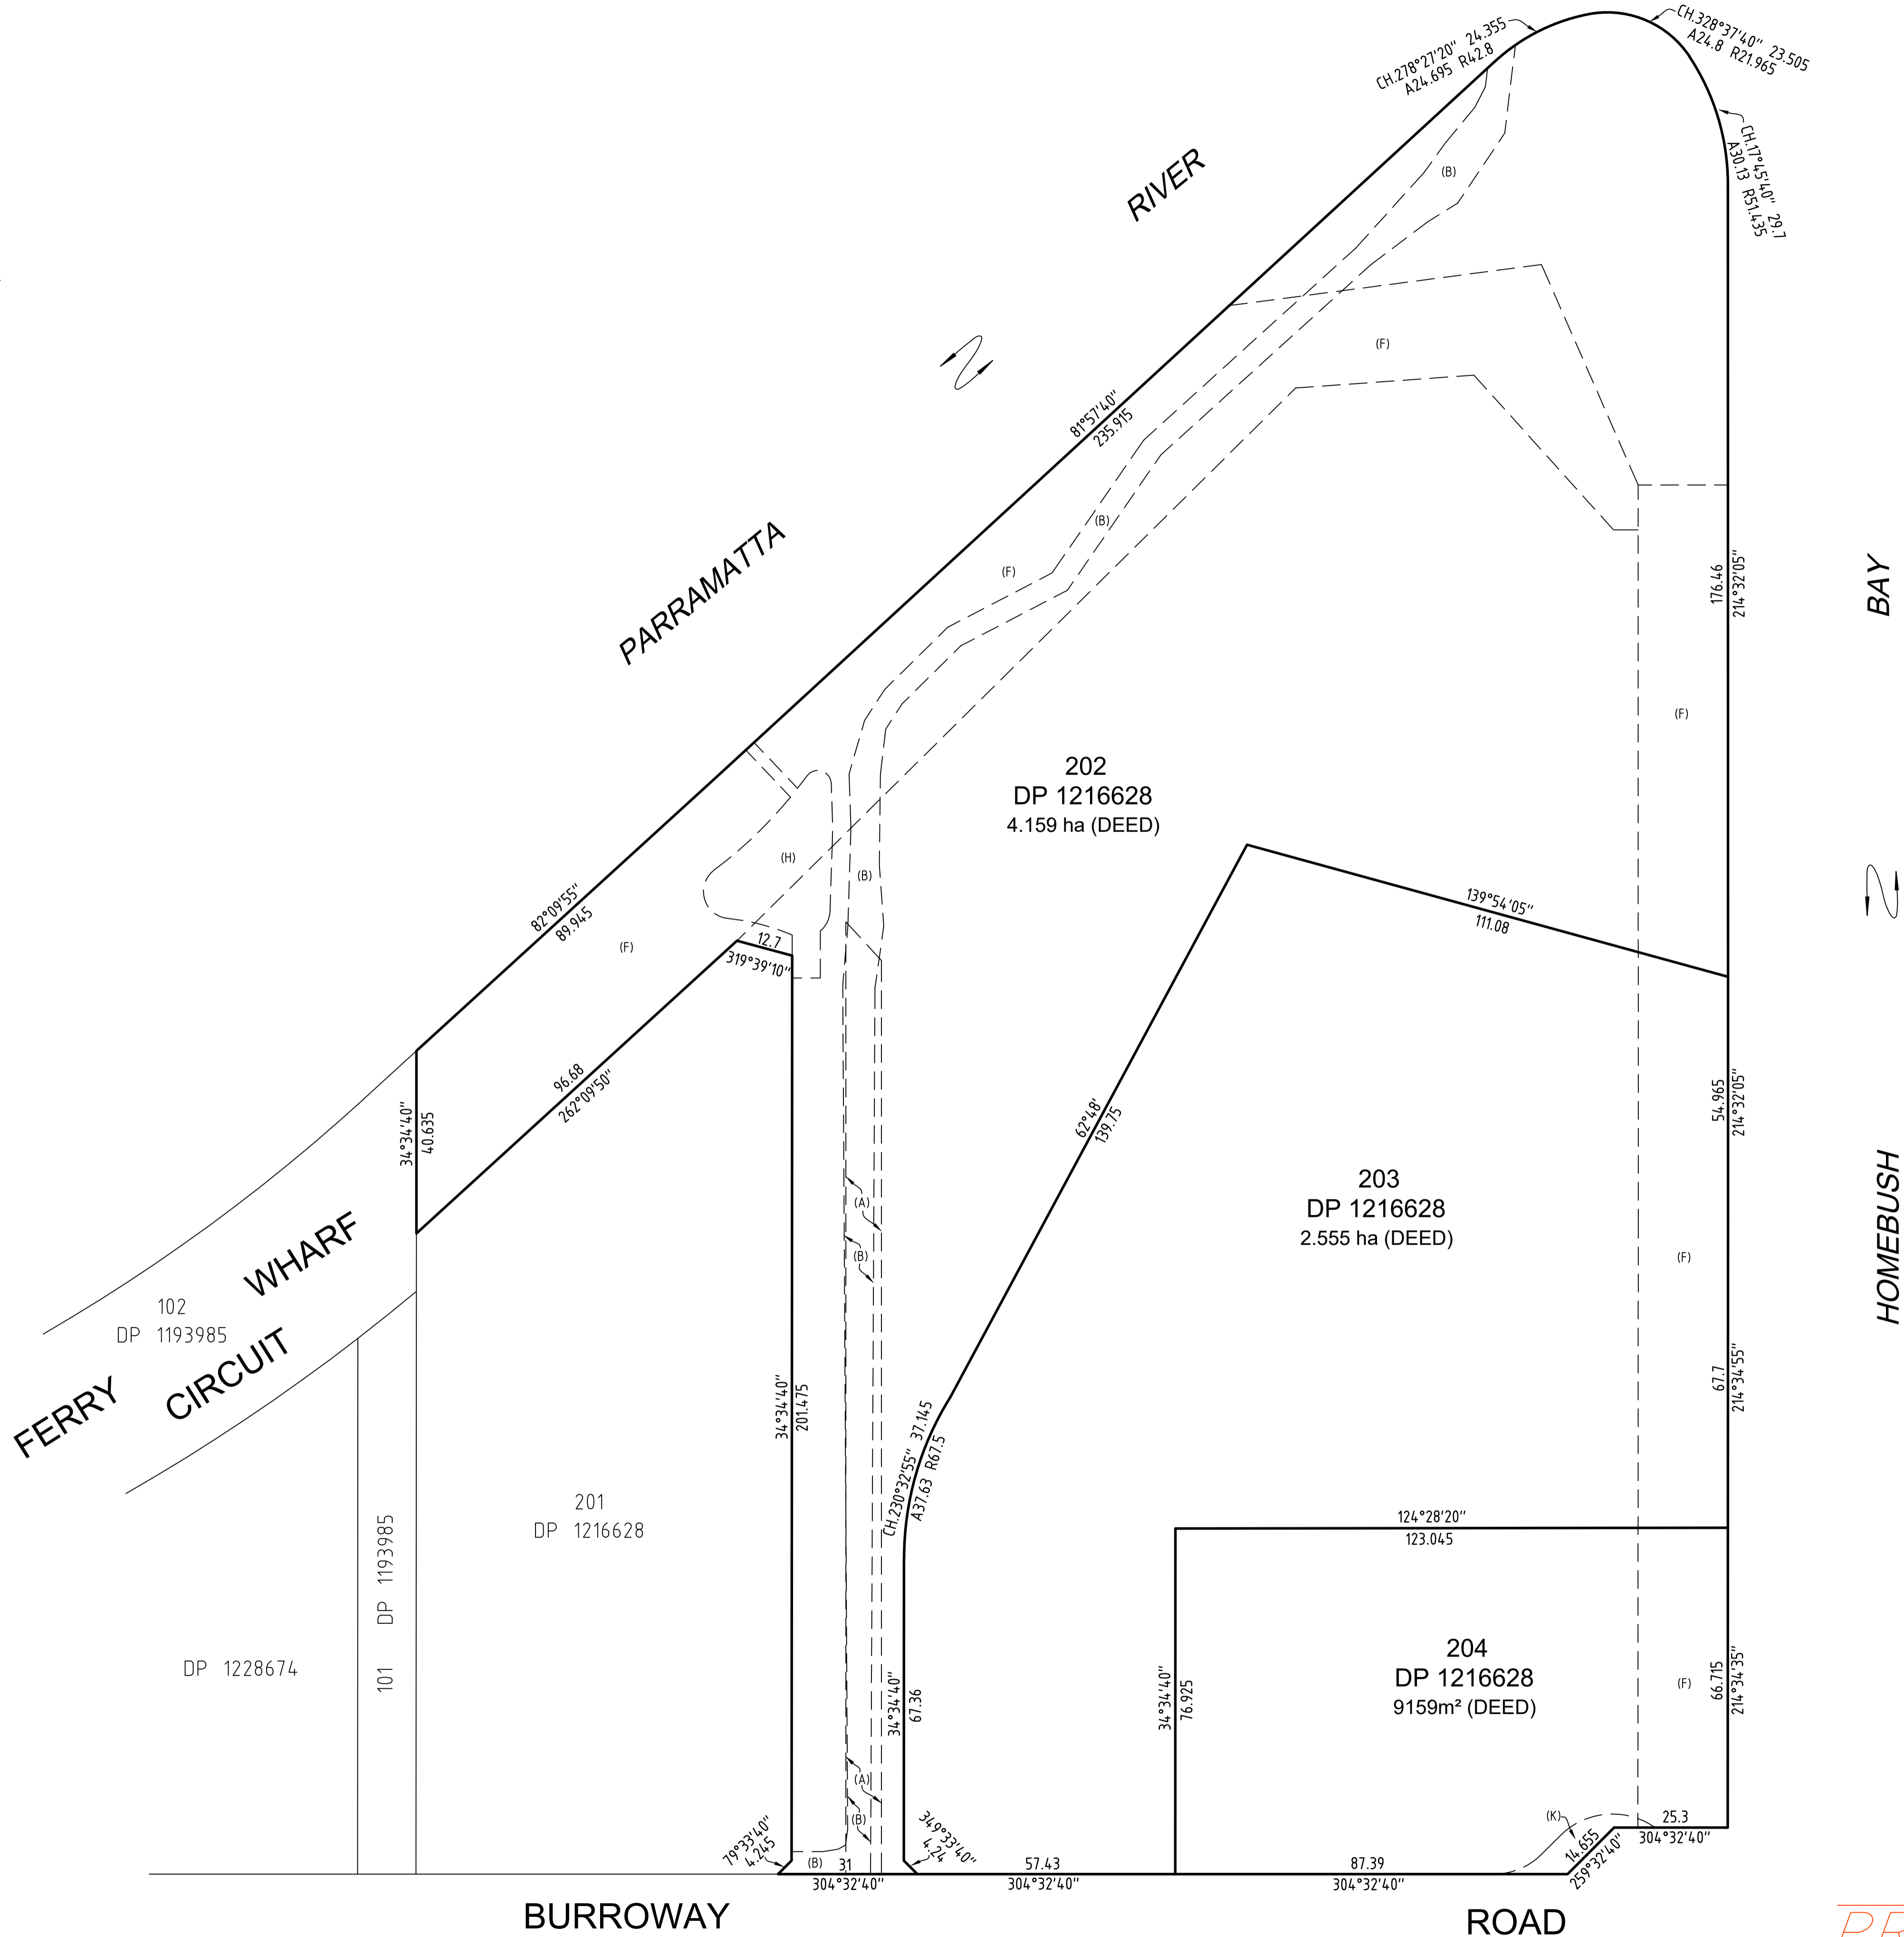 CH.328°37'40" 23.505
A24.8 R21.965
CH.278°27'20" 24.355
A24.695 R42.8
CH.17°45'40" 29.7
A30.13 R51.435
RIVER
(B)
(F)
81°57'40"
235.915
(B)
PARRAMATTA
(F)
176.46
214°32'05"
BAY
(F)
202
DP 1216628
4.159 ha (DEED)
(H)
(B)
82°09'55"
89.945
(F)
12.7
319°39'10"
139°54'05"
111.08
34°34'40"
40.635
96.68
262°09'50"
62°48'
139.75
54.965
214°32'05"
HOMEBUSH
(A)
(B)
203
DP 1216628
2.555 ha (DEED)
(F)
WHARF
102
DP 1193985
FERRY
CIRCUIT
34°34'40"
201.475
67.7
214°34'55"
CH.230°32'55" 37.145
A37.63 R67.5
201
DP 1216628
101 DP 1193985
DP 1228674
124°28'20"
123.045
204
DP 1216628
9159m² (DEED)
34°34'40"
67.36
34°34'40"
76.925
66.715
214°34'35"
(F)
(A)
(B)
79°33'40"
4.245
(B)
31
304°32'40"
349°33'40"
4.24
57.43
304°32'40"
87.39
304°32'40"
(K)
14.655
259°32'40"
25.3
304°32'40"
BURROWAY
ROAD